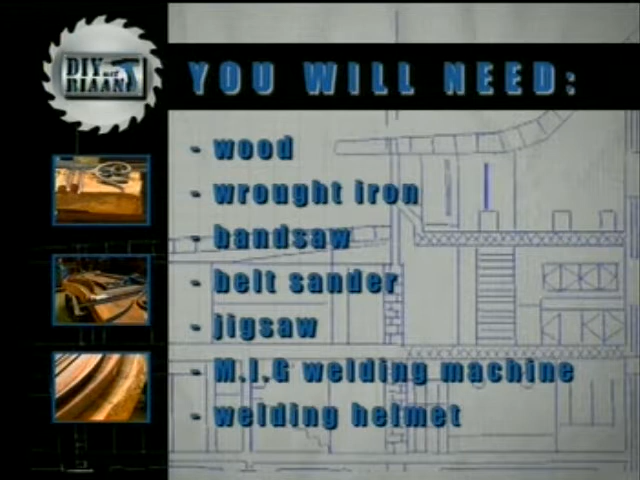 DIY
RIAAN
YOU WILL NEED:
- wood
- wrought iron
- bandsaw
- belt sander
- jigsaw
- M.I.G welding machine
- welding helmet